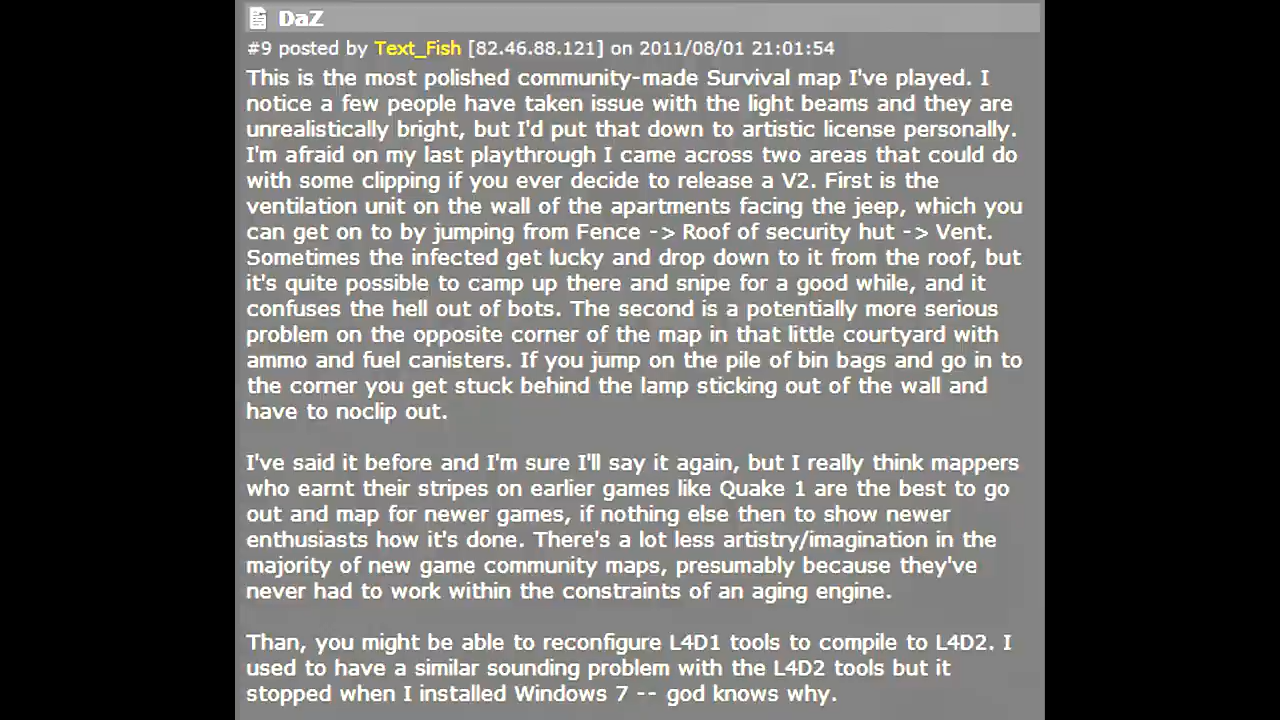 DaZ
#9 posted by Text_Fish [82.46.88.121] on 2011/08/01 21:01:54
This is the most polished community-made Survival map I've played. I
notice a few people have taken issue with the light beams and they are
unrealistically bright, but I'd put that down to artistic license personally.
I'm afraid on my last playthrough I came across two areas that could do
with some clipping if you ever decide to release a V2. First is the
ventilation unit on the wall of the apartments facing the jeep, which you
can get on to by jumping from Fence -> Roof of security hut -> Vent.
Sometimes the infected get lucky and drop down to it from the roof, but
it's quite possible to camp up there and snipe for a good while, and it
confuses the hell out of bots. The second is a potentially more serious
problem on the opposite corner of the map in that little courtyard with
ammo and fuel canisters. If you jump on the pile of bin bags and go in to
the corner you get stuck behind the lamp sticking out of the wall and
have to noclip out.
I've said it before and I'm sure I'll say it again, but I really think mappers
who earnt their stripes on earlier games like Quake 1 are the best to go
out and map for newer games, if nothing else then to show newer
enthusiasts how it's done. There's a lot less artistry/imagination in the
majority of new game community maps, presumably because they've
never had to work within the constraints of an aging engine.
Than, you might be able to reconfigure L4D1 tools to compile to L4D2. I
used to have a similar sounding problem with the L4D2 tools but it
stopped when I installed Windows 7 -- god knows why.